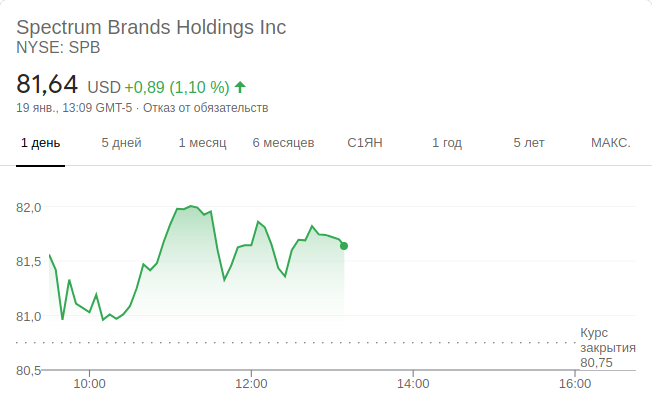 Spectrum Brands Holdings Inc
NYSE: SPB
81,64 USD +0,89 (1,10 %)
19 янв., 13:09 GMT-5 · Отказ от обязательств
1 день 5 дней 1 месяц 6 месяцев С1ЯН 1 год 5 лет МАКС.
82,0
81,5
81,0
Курс
закрытия
80,75
80,5
10:00 12:00 14:00 16:00